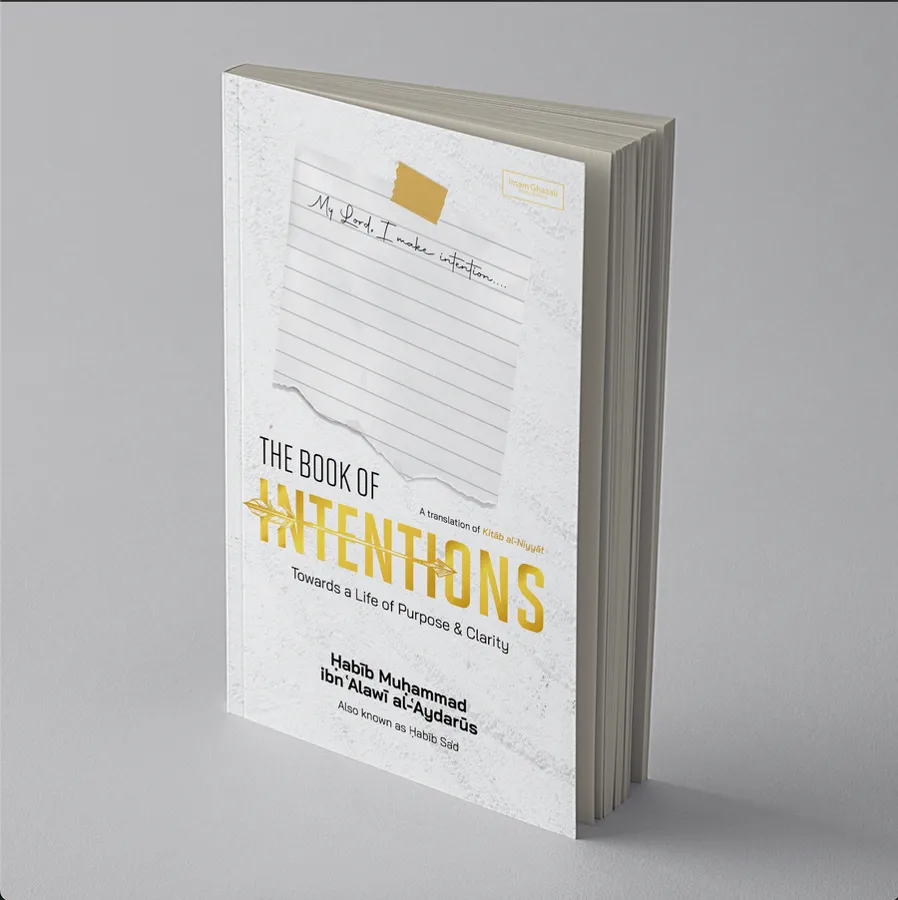 Imam Ghazali
My Lord, I make intention....
THE BOOK OF
INTENTIONS
A translation of Kitāb al-Niyyāt
Towards a Life of Purpose & Clarity
Ḥabīb Muḥammad
ibn ʿAlawī al-ʿAydarūs
Also known as Ḥabīb Saʿd